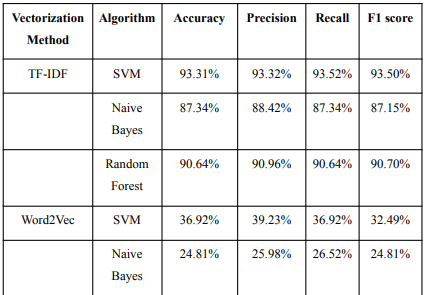 Vectorization Method Algorithm Accuracy Precision Recall F1 score
TF-IDF SVM 93.31% 93.32% 93.52% 93.50%
Naive Bayes 87.34% 88.42% 87.34% 87.15%
Random Forest 90.64% 90.96% 90.64% 90.70%
Word2Vec SVM 36.92% 39.23% 36.92% 32.49%
Naive Bayes 24.81% 25.98% 26.52% 24.81%